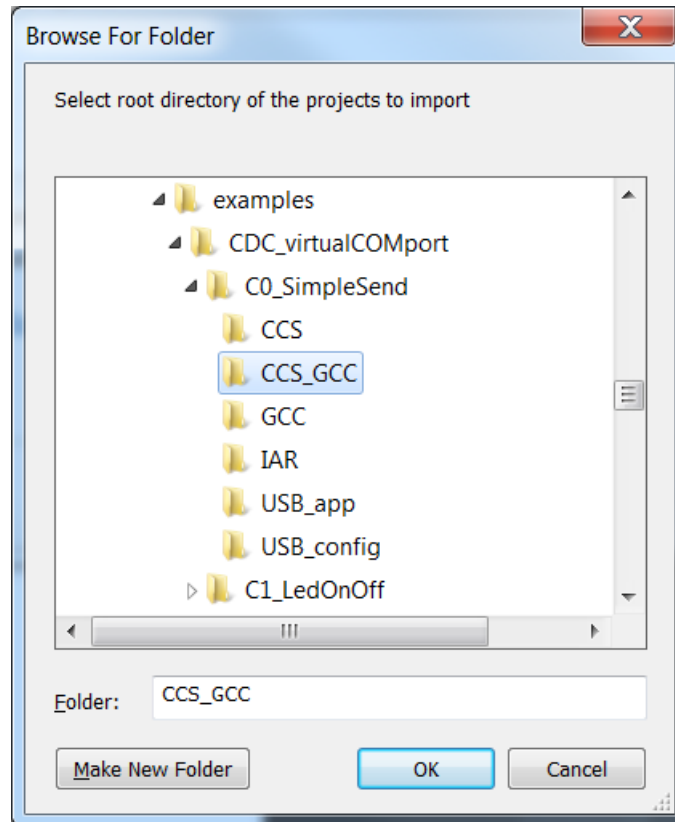 Browse For Folder
Select root directory of the projects to import
examples
CDC_virtualCOMport
C0_SimpleSend
CCS
CCS_GCC
GCC
IAR
USB_app
USB_config
C1_LedOnOff
Folder: CCS_GCC
Make New Folder OK Cancel